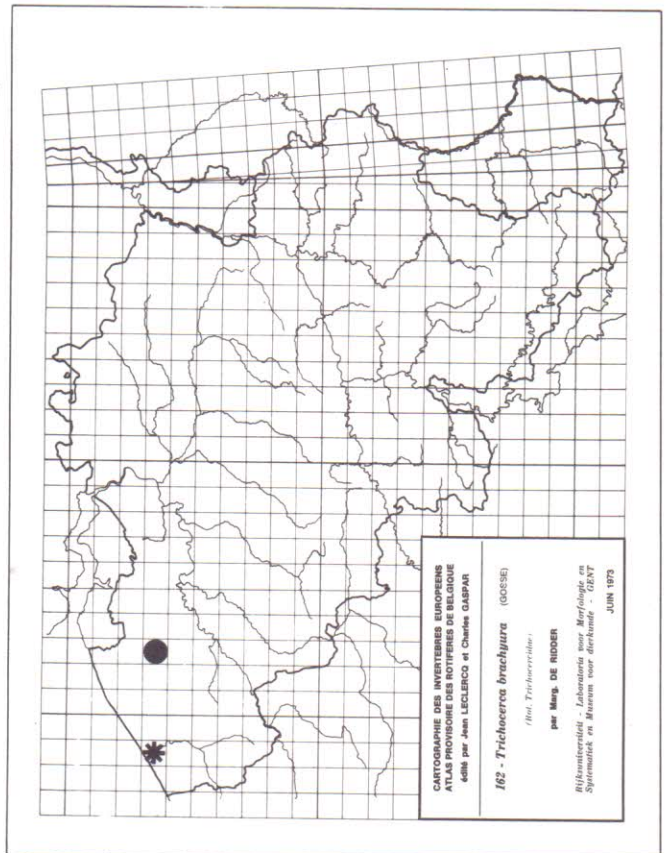 CARTOGRAPHIE DES INVERTEBRES EUROPEENS
ATLAS PROVISOIRE DES ROTIFERES DE BELGIQUE
édité par Jean LECLERCQ et Charles GASPAR
162 - Trichocerca brachyura (GOSSE)
(Rot. Trichocercidae)
par Marg. DE RIDDER
Rijksuniversiteit - Laboratoria voor Morfologie en
Systematiek en Museum voor dierkunde - GENT
JUIN 1973